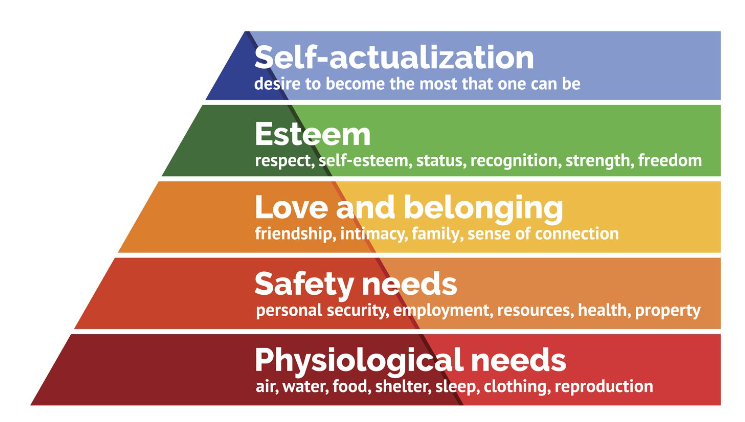 Self-actualization
desire to become the most that one can be
Esteem
respect, self-esteem, status, recognition, strength, freedom
Love and belonging
friendship, intimacy, family, sense of connection
Safety needs
personal security, employment, resources, health, property
Physiological needs
air, water, food, shelter, sleep, clothing, reproduction